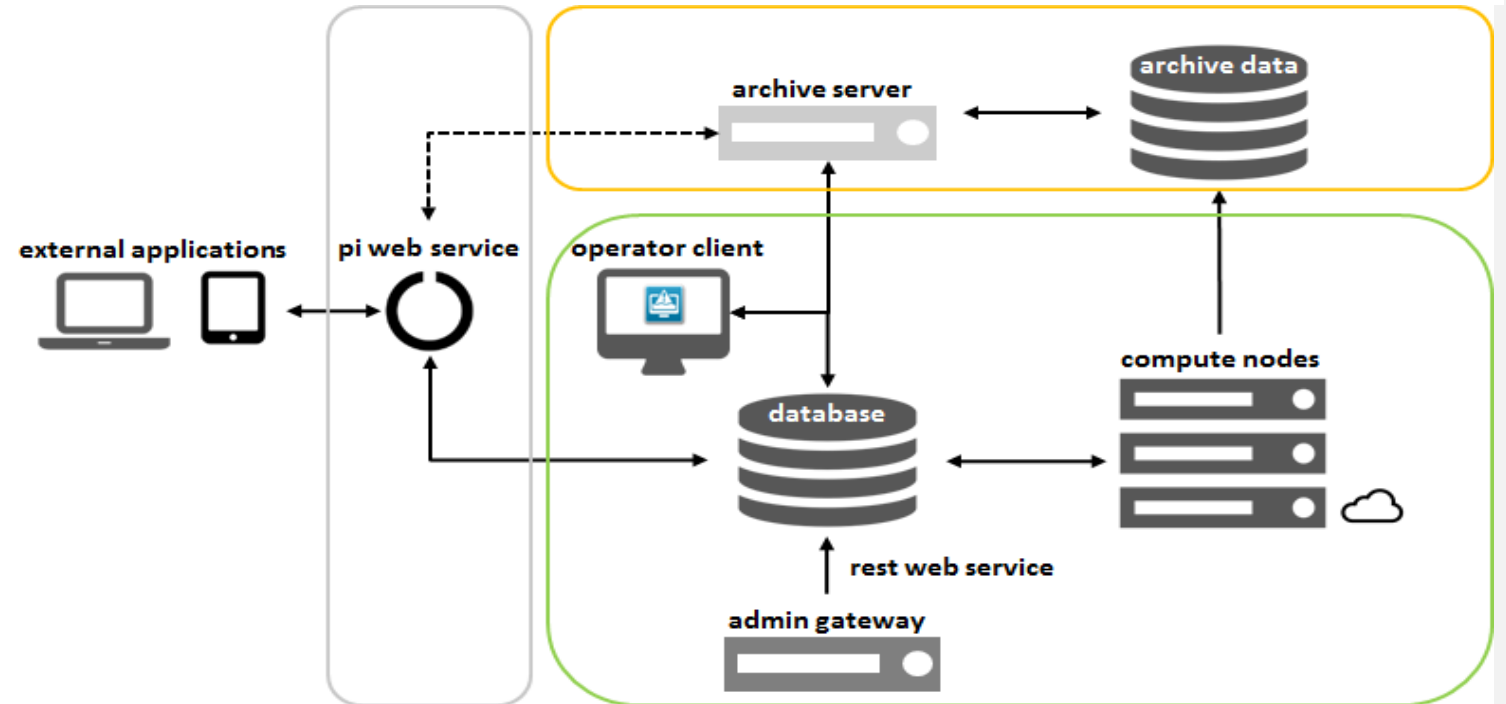 archive data
archive server
external applications
pi web service
operator client
compute nodes
database
rest web service
admin gateway